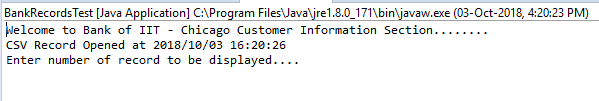 BankRecordsTest [Java Application] C:\Program Files\Java\jre1.8.0_171\bin\javaw.exe (03-Oct-2018, 4:20:23 PM)
Welcome to Bank of IIT - Chicago Customer Information Section........
CSV Record Opened at 2018/10/03 16:20:26
Enter number of record to be displayed....